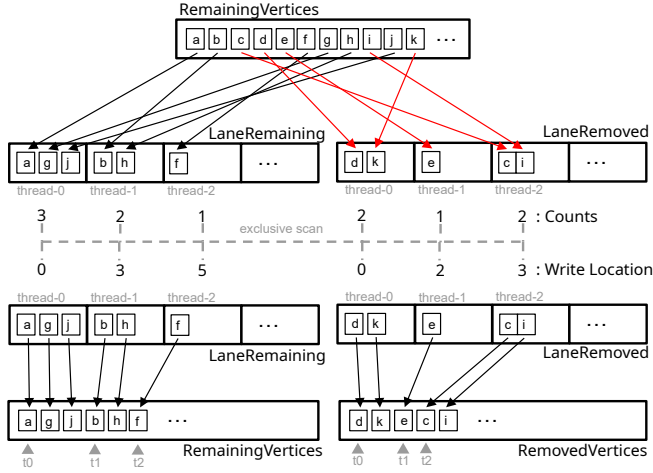 RemainingVertices
a b c d e f g h i j k ...
LaneRemaining LaneRemoved
a g j b h f ... d k e c i ...
thread-0 thread-1 thread-2 thread-0 thread-1 thread-2
3 2 1 2 1 2 : Counts
exclusive scan
0 3 5 0 2 3 : Write Location
thread-0 thread-1 thread-2 thread-0 thread-1 thread-2
a g j b h f ... d k e c i ...
LaneRemaining LaneRemoved
a g j b h f ... d k e c i ...
t0 t1 t2 RemainingVertices t0 t1 t2 RemovedVertices